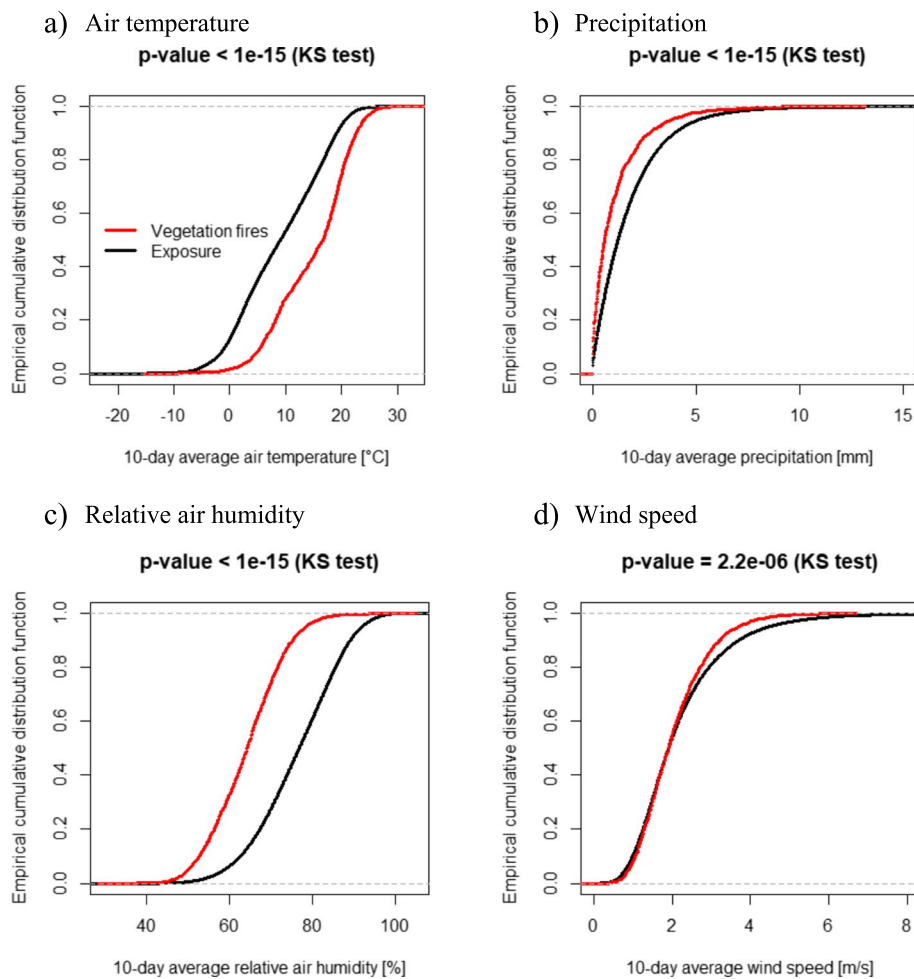 a) Air temperature
p-value < 1e-15 (KS test)
Empirical cumulative distribution function
1.0
0.8
0.6
0.4
0.2
0.0
Vegetation fires
Exposure
-20 -10 0 10 20 30
10-day average air temperature [°C]
b) Precipitation
p-value < 1e-15 (KS test)
Empirical cumulative distribution function
1.0
0.8
0.6
0.4
0.2
0.0
0 5 10 15
10-day average precipitation [mm]
c) Relative air humidity
p-value < 1e-15 (KS test)
Empirical cumulative distribution function
1.0
0.8
0.6
0.4
0.2
0.0
40 60 80 100
10-day average relative air humidity [%]
d) Wind speed
p-value = 2.2e-06 (KS test)
Empirical cumulative distribution function
1.0
0.8
0.6
0.4
0.2
0.0
0 2 4 6 8
10-day average wind speed [m/s]